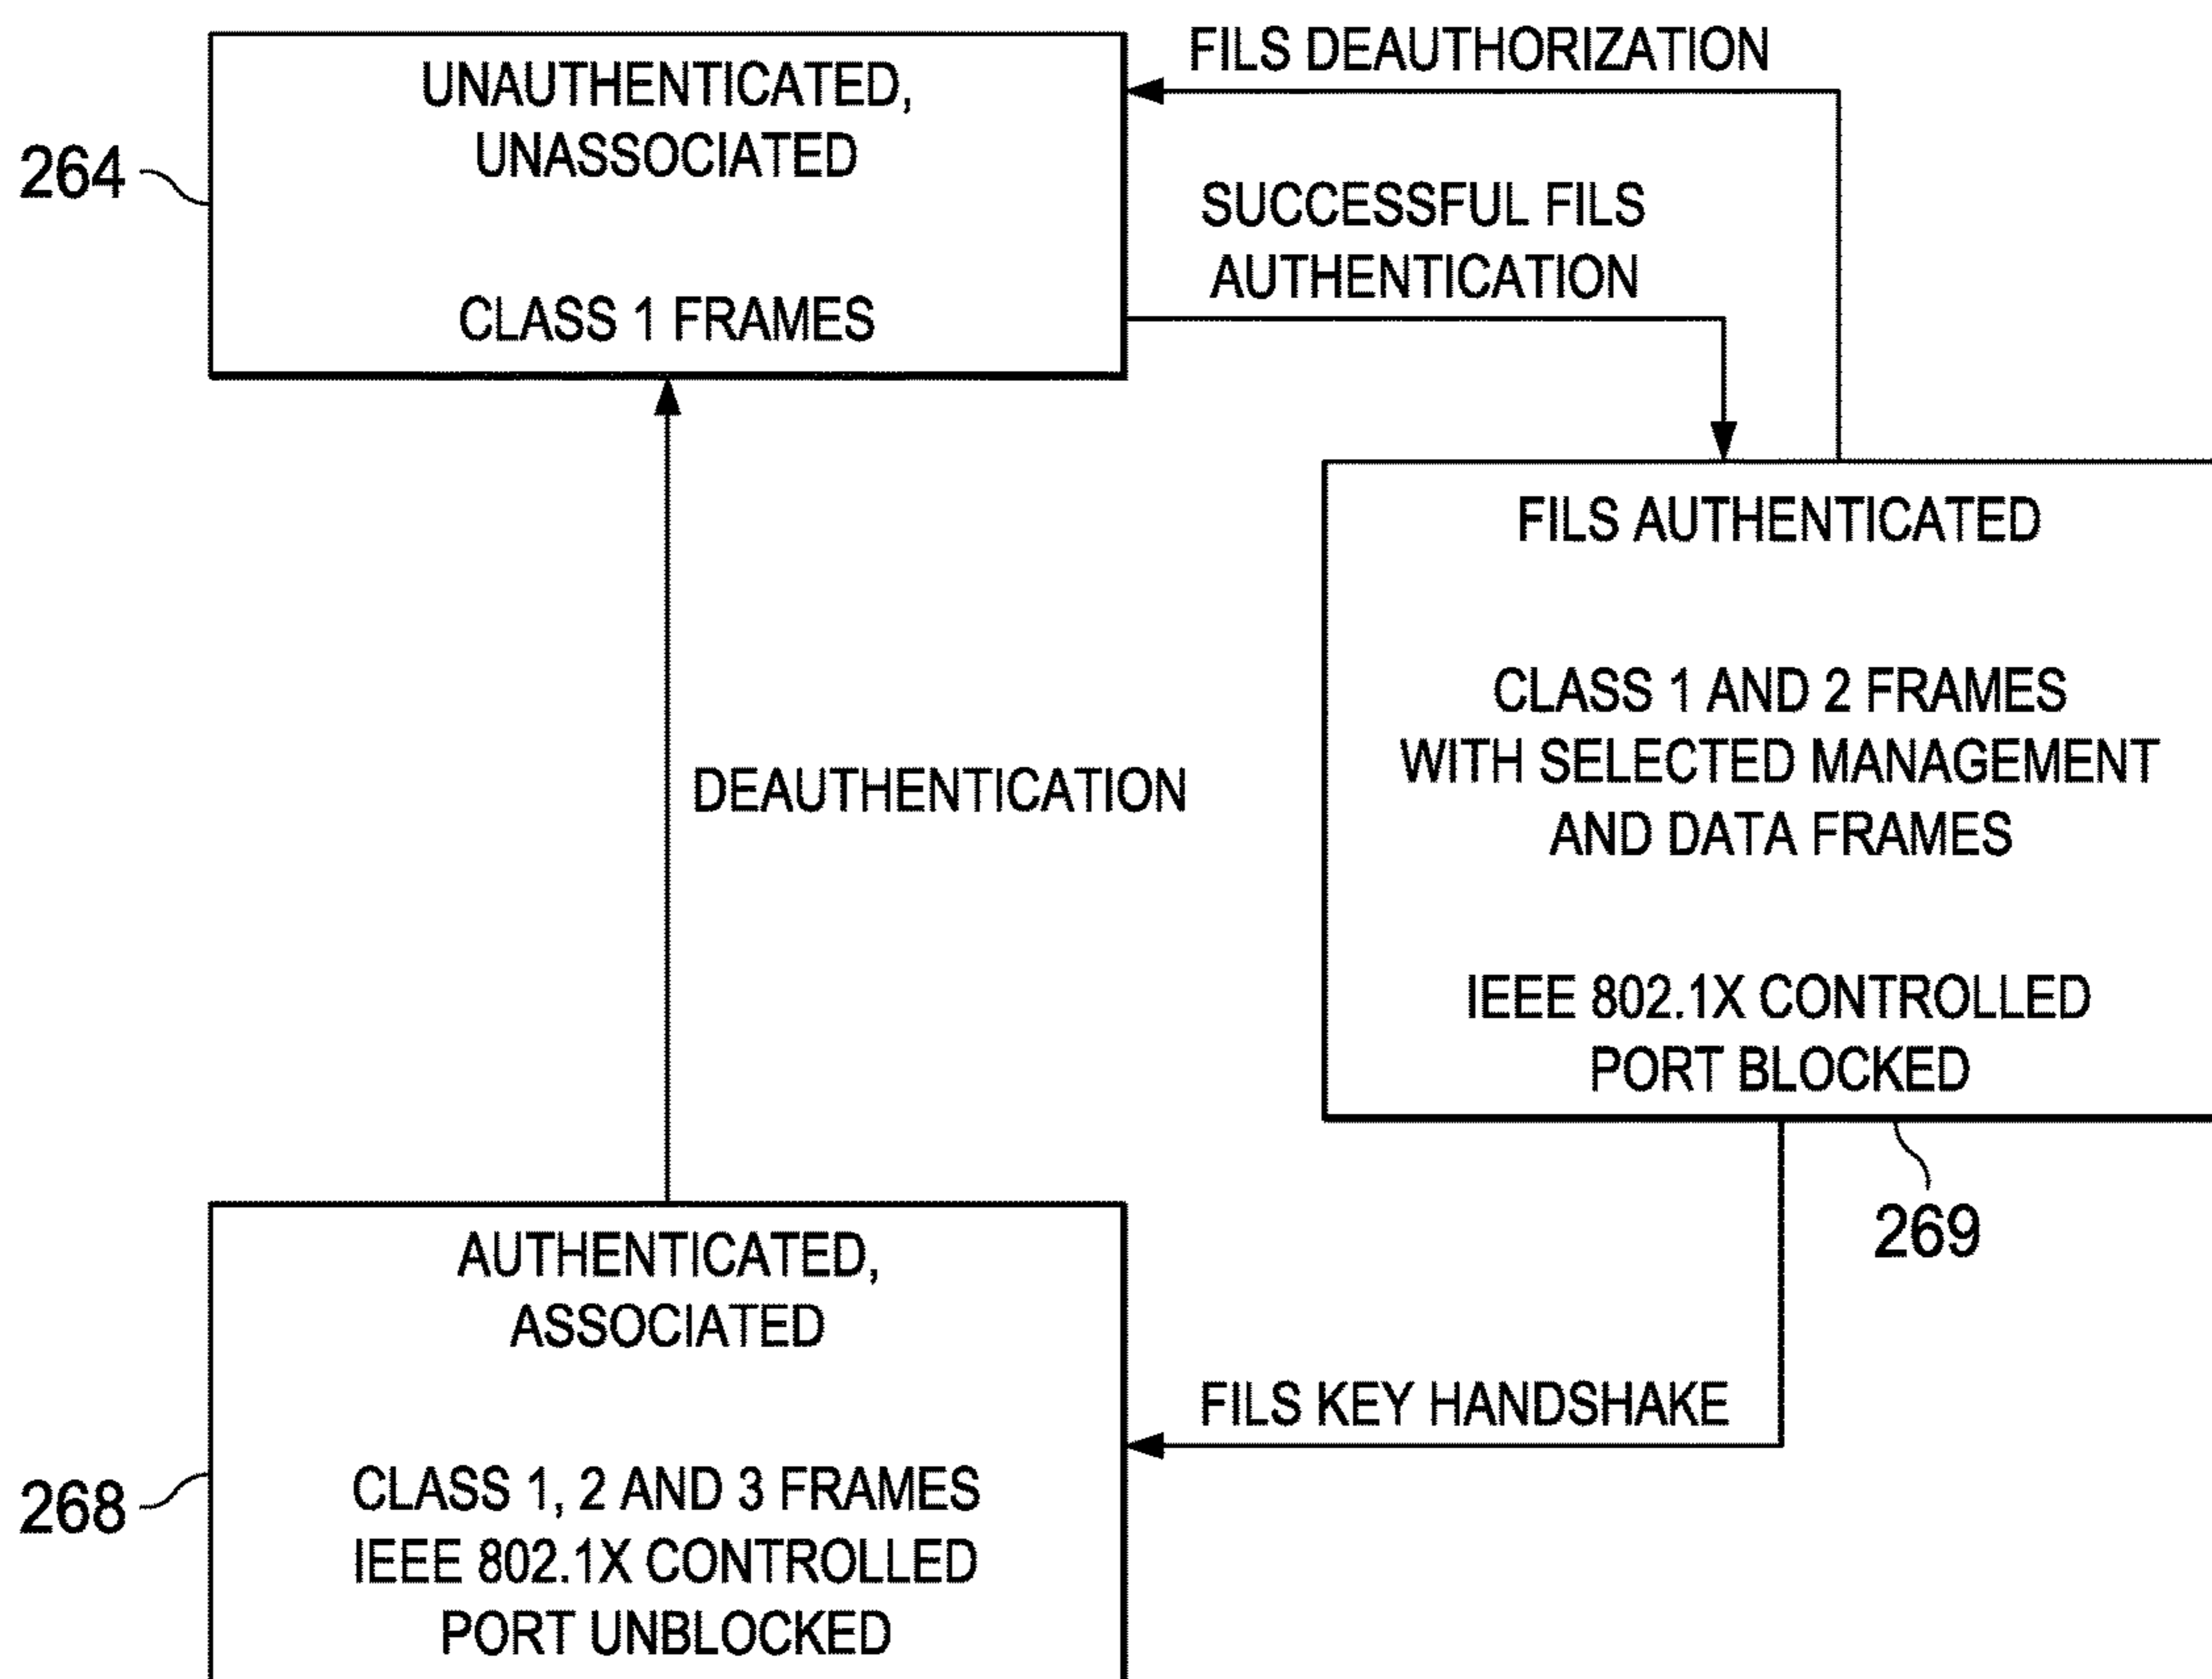 UNAUTHENTICATED,
UNASSOCIATED
CLASS 1 FRAMES
264
FILS DEAUTHORIZATION
SUCCESSFUL FILS
AUTHENTICATION
FILS AUTHENTICATED
CLASS 1 AND 2 FRAMES
WITH SELECTED MANAGEMENT
AND DATA FRAMES
IEEE 802.1X CONTROLLED
PORT BLOCKED
269
DEAUTHENTICATION
AUTHENTICATED,
ASSOCIATED
CLASS 1, 2 AND 3 FRAMES
IEEE 802.1X CONTROLLED
PORT UNBLOCKED
268
FILS KEY HANDSHAKE